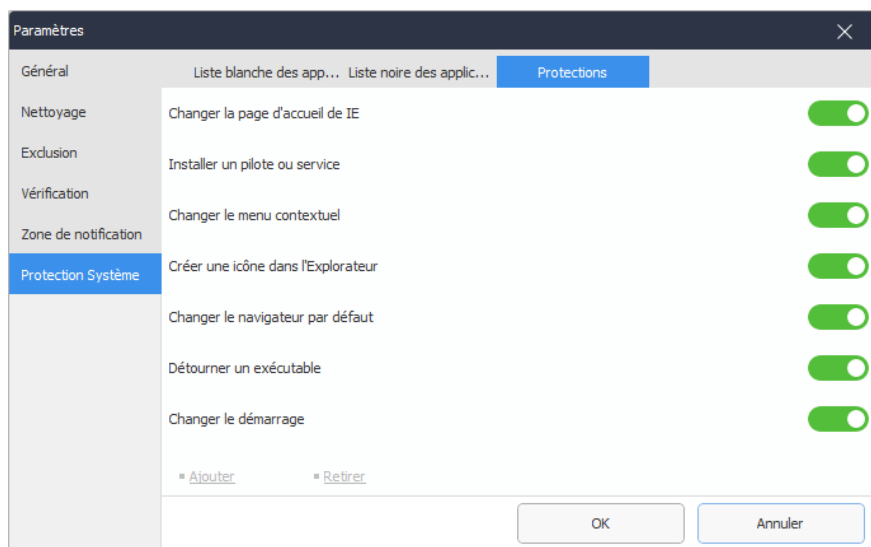 Paramètres
Général
Nettoyage
Exclusion
Vérification
Zone de notification
Protection Système
Liste blanche des app... Liste noire des applic... Protections
Changer la page d'accueil de IE
Installer un pilote ou service
Changer le menu contextuel
Créer une icône dans l'Explorateur
Changer le navigateur par défaut
Détourner un exécutable
Changer le démarrage
Ajouter Retirer
OK Annuler